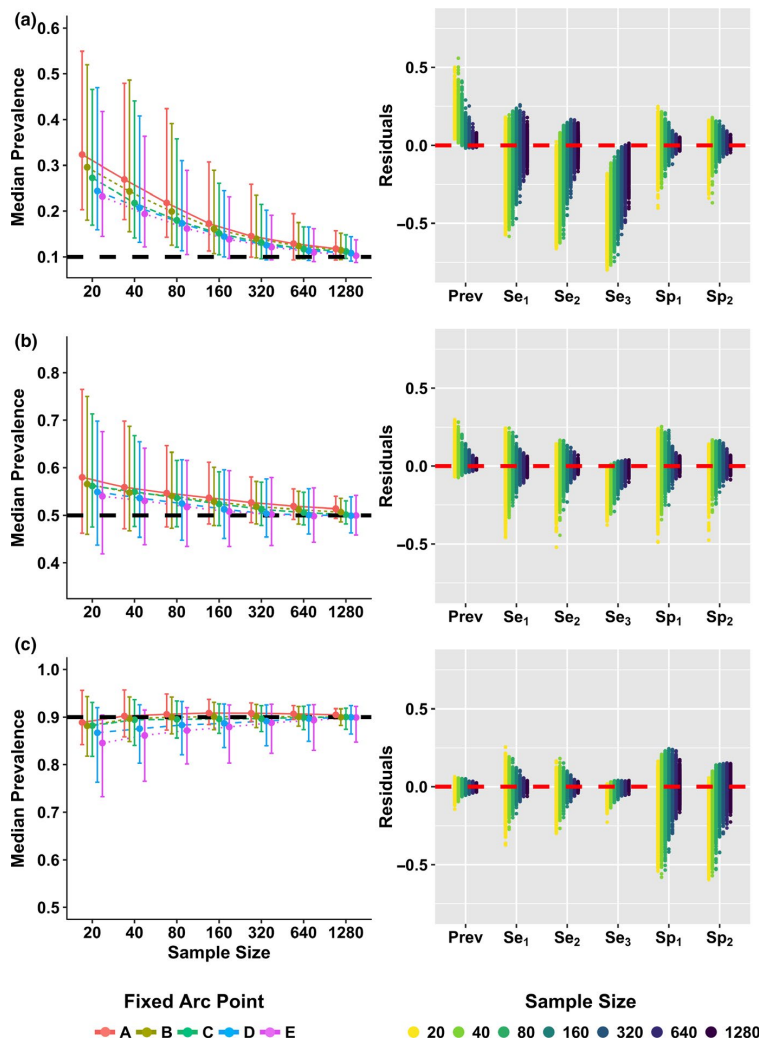 (a)
Median Prevalence
0.6
0.5
0.4
0.3
0.2
0.1
20 40 80 160 320 640 1280
Residuals
0.5
0.0
−0.5
Prev Se₁ Se₂ Se₃ Sp₁ Sp₂
(b)
Median Prevalence
0.8
0.7
0.6
0.5
0.4
20 40 80 160 320 640 1280
Residuals
0.5
0.0
−0.5
Prev Se₁ Se₂ Se₃ Sp₁ Sp₂
(c)
Median Prevalence
1.0
0.9
0.8
0.7
0.6
0.5
20 40 80 160 320 640 1280
Sample Size
Residuals
0.5
0.0
−0.5
Prev Se₁ Se₂ Se₃ Sp₁ Sp₂
Fixed Arc Point
A B C D E
Sample Size
20 40 80 160 320 640 1280